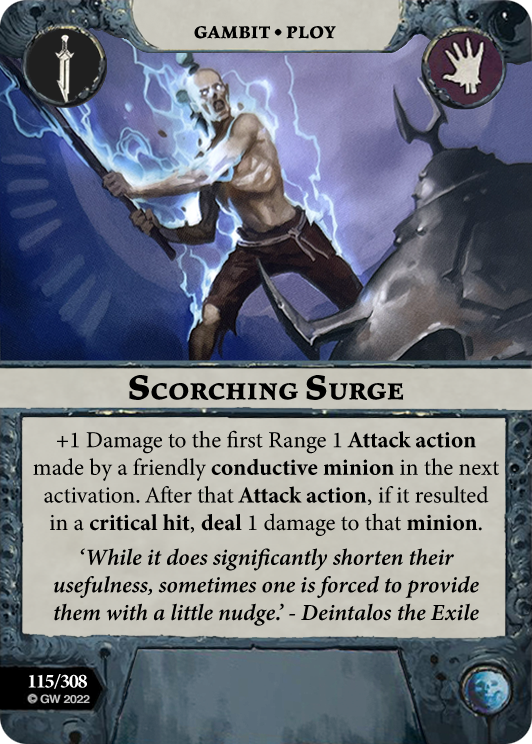 GAMBIT • PLOY
SCORCHING SURGE
+1 Damage to the first Range 1 Attack action
made by a friendly conductive minion in the next
activation. After that Attack action, if it resulted
in a critical hit, deal 1 damage to that minion.
‘While it does significantly shorten their
usefulness, sometimes one is forced to provide
them with a little nudge.’ - Deintalos the Exile
115/308
© GW 2022